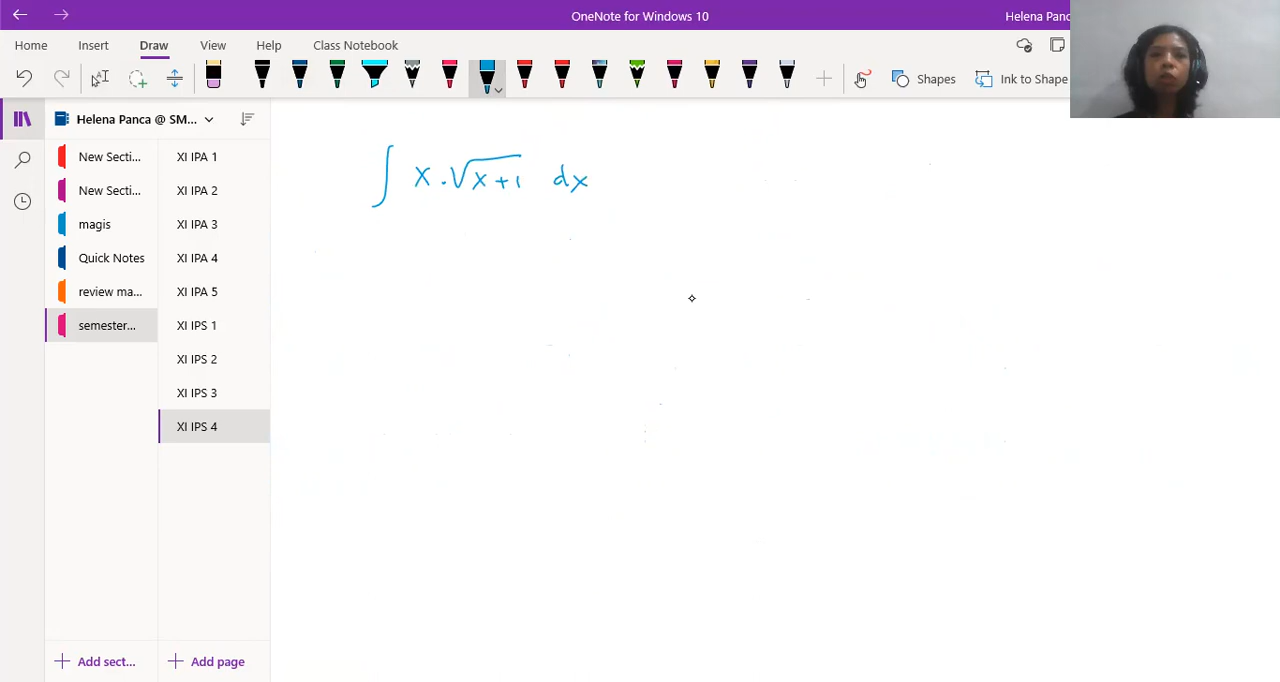 OneNote for Windows 10
Helena Panc
Home Insert Draw View Help Class Notebook
Shapes Ink to Shape
Helena Panca @ SM...
New Secti... XI IPA 1
New Secti... XI IPA 2
magis XI IPA 3
Quick Notes XI IPA 4
review ma... XI IPA 5
semester... XI IPS 1
XI IPS 2
XI IPS 3
XI IPS 4
∫ x . √(x+1) dx
Add sect... Add page